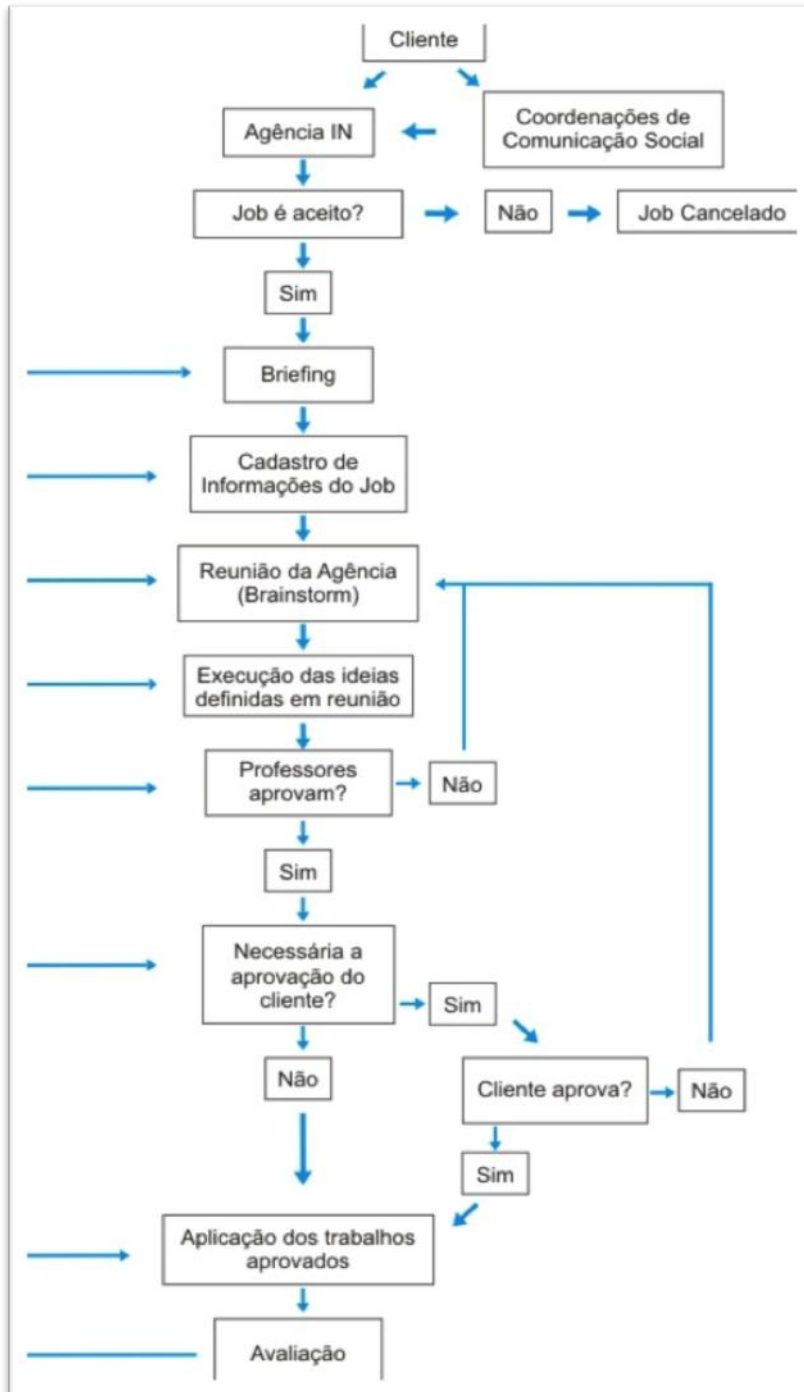 Cliente
Agência IN
Coordenações de
Comunicação Social
Job é aceito?
Não
Job Cancelado
Sim
Briefing
Cadastro de
Informações do Job
Reunião da Agência
(Brainstorm)
Execução das ideias
definidas em reunião
Professores
aprovam?
Não
Sim
Necessária a
aprovação do
cliente?
Sim
Não
Cliente aprova?
Não
Sim
Aplicação dos trabalhos
aprovados
Avaliação